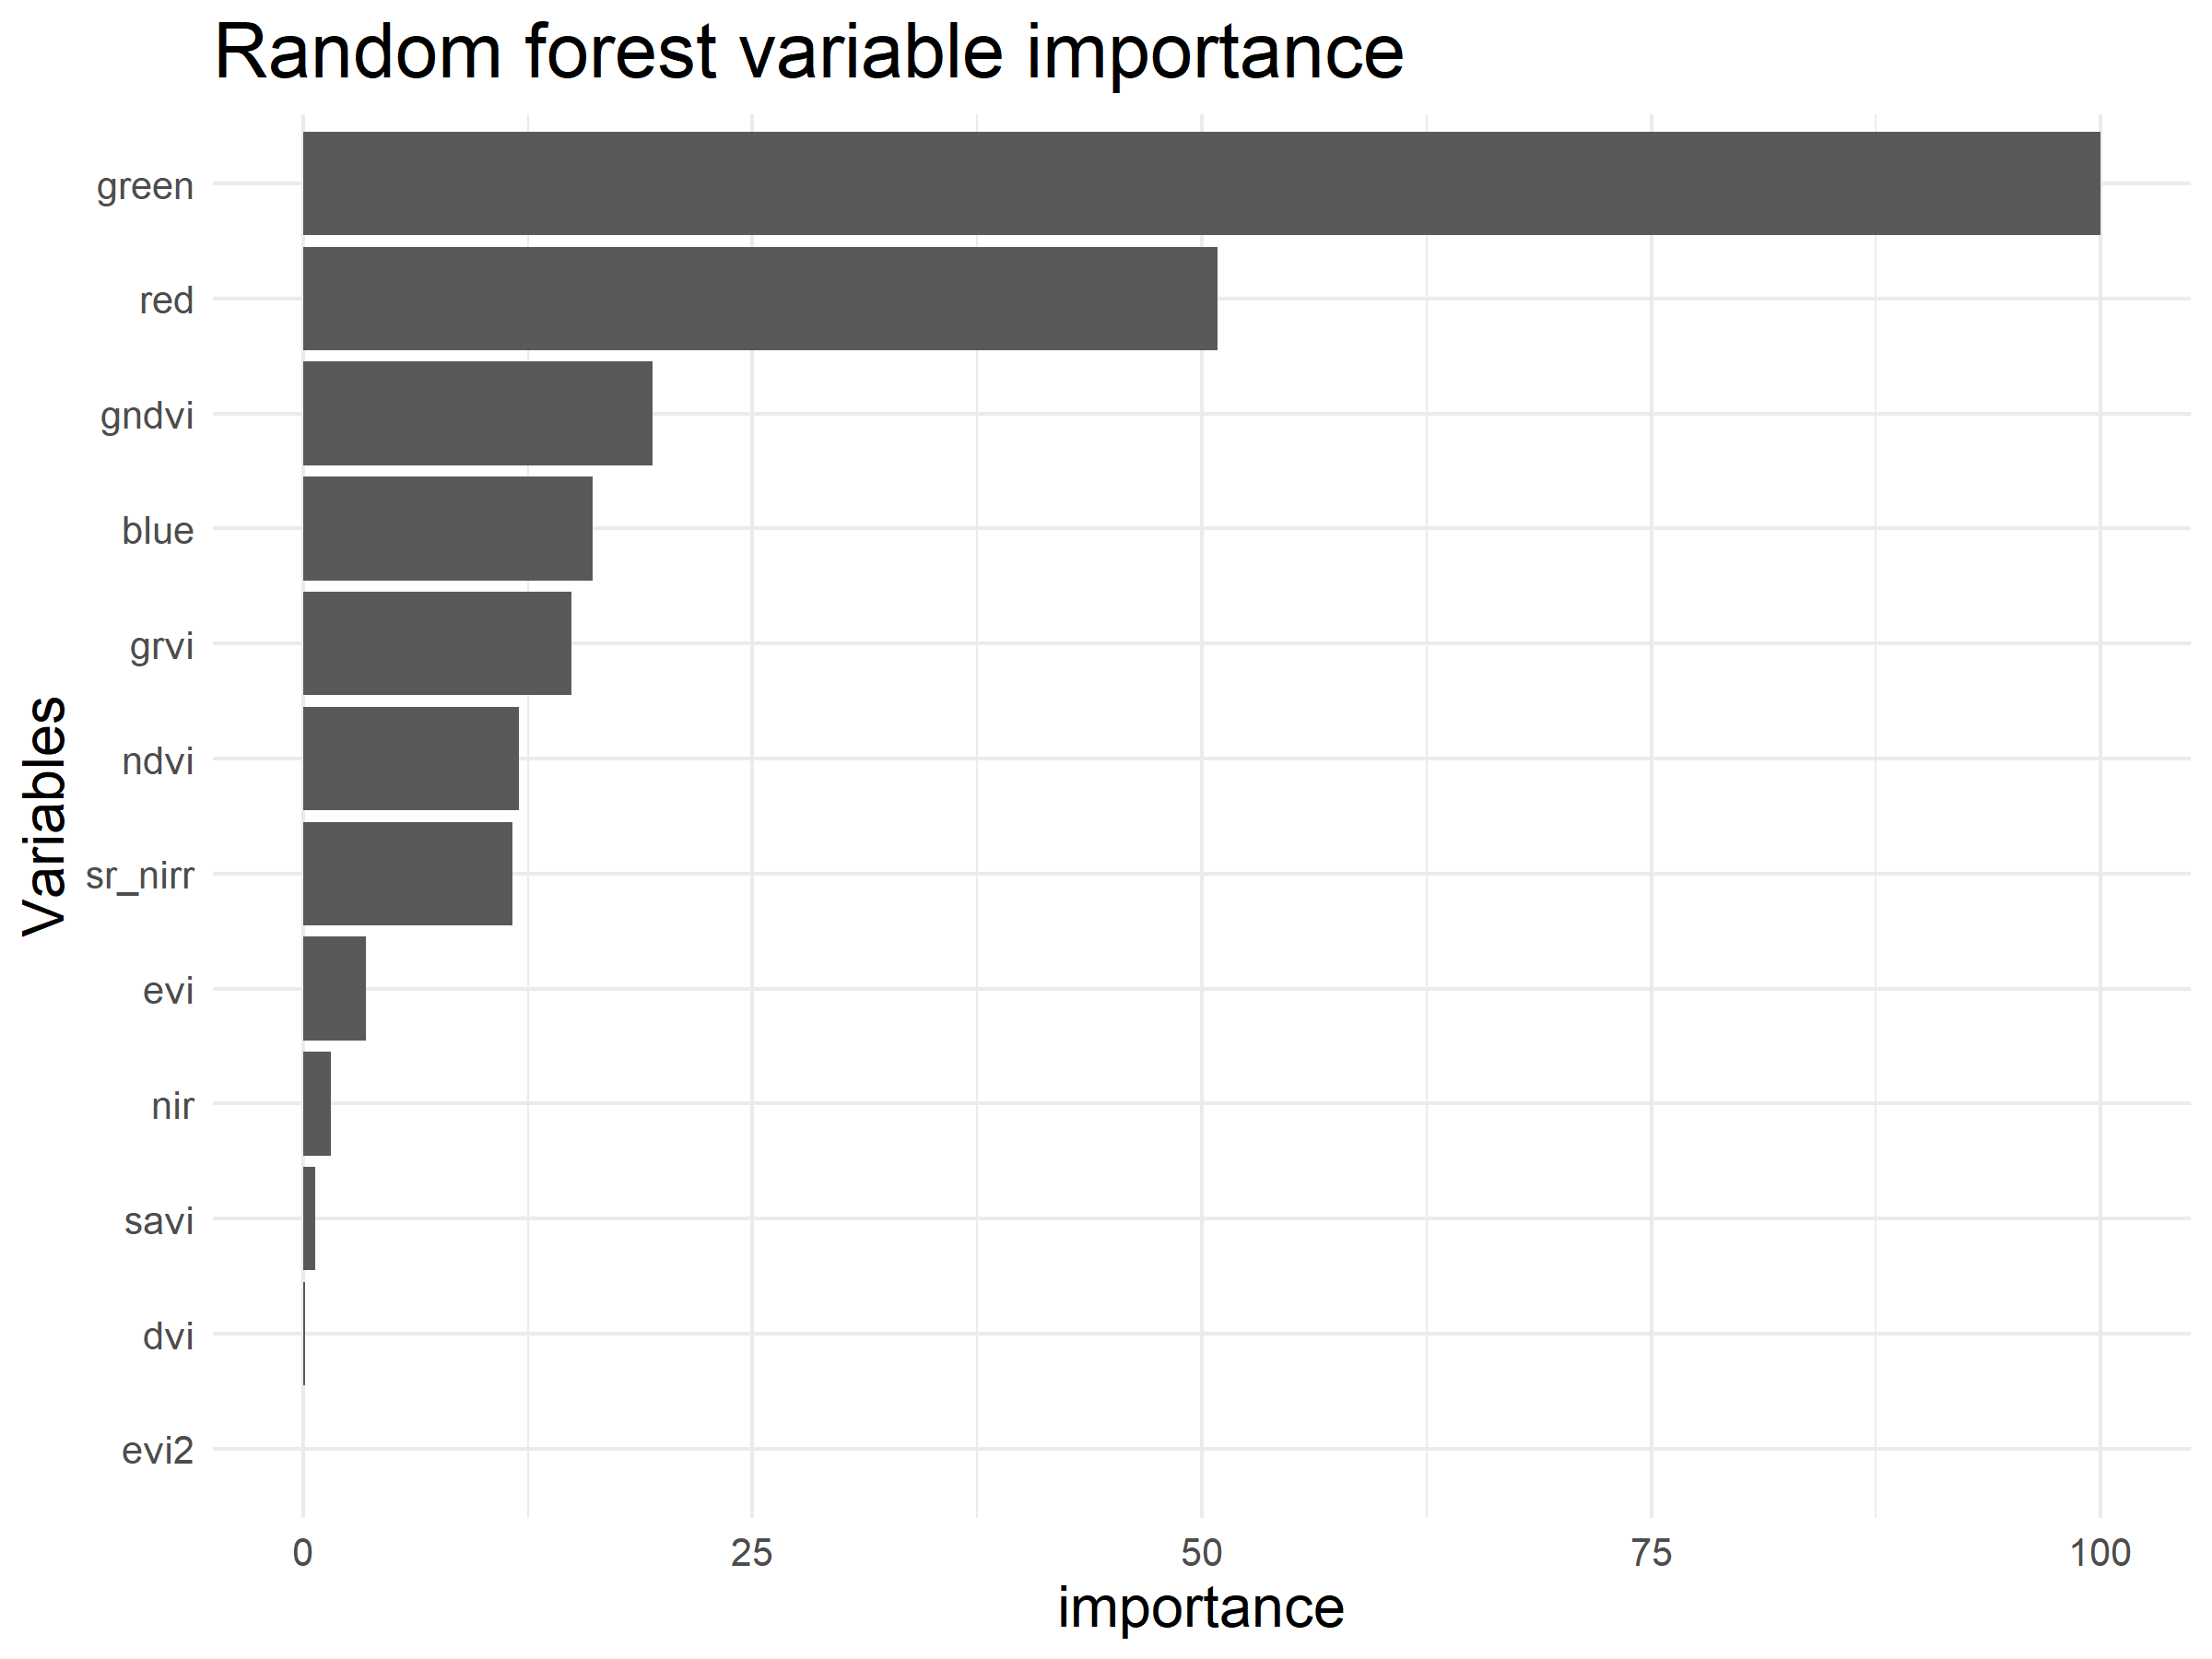 Random forest variable importance
green
red
gndvi
blue
grvi
ndvi
sr_nirr
evi
nir
savi
dvi
evi2
Variables
0 25 50 75 100
importance